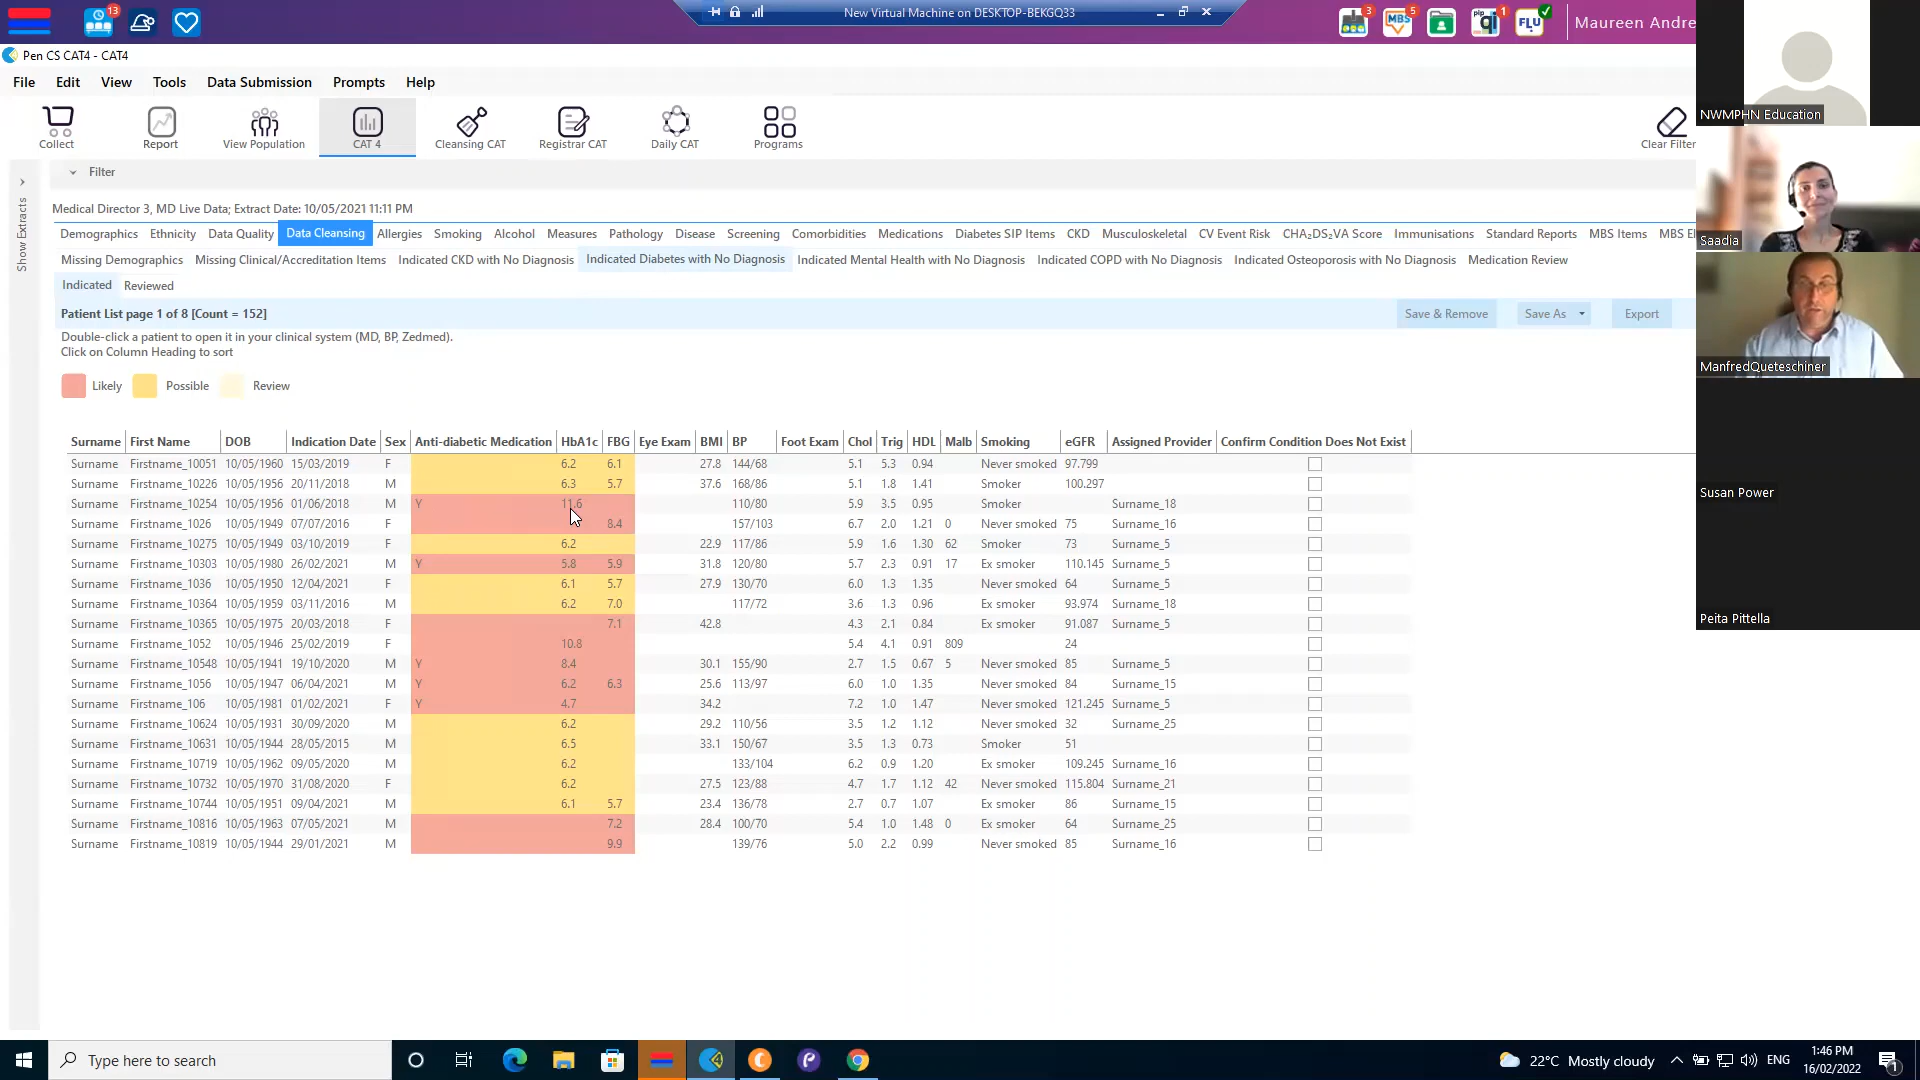 13
New Virtual Machine on DESKTOP-BEKGQ33
3
MBS 5
pip 1
FLU
Maureen Andre
Pen CS CAT4 - CAT4
File Edit View Tools Data Submission Prompts Help
Collect Report View Population CAT 4 Cleansing CAT Registrar CAT Daily CAT Programs Clear Filter
Show Extracts
Filter
Medical Director 3, MD Live Data; Extract Date: 10/05/2021 11:11 PM
Demographics Ethnicity Data Quality Data Cleansing Allergies Smoking Alcohol Measures Pathology Disease Screening Comorbidities Medications Diabetes SIP Items CKD Musculoskeletal CV Event Risk CHA₂DS₂VA Score Immunisations Standard Reports MBS Items MBS El
Missing Demographics Missing Clinical/Accreditation Items Indicated CKD with No Diagnosis Indicated Diabetes with No Diagnosis Indicated Mental Health with No Diagnosis Indicated COPD with No Diagnosis Indicated Osteoporosis with No Diagnosis Medication Review
Indicated Reviewed
Patient List page 1 of 8 [Count = 152] Save & Remove Save As Export
Double-click a patient to open it in your clinical system (MD, BP, Zedmed).
Click on Column Heading to sort
Likely Possible Review
Surname First Name DOB Indication Date Sex Anti-diabetic Medication HbA1c FBG Eye Exam BMI BP Foot Exam Chol Trig HDL Malb Smoking eGFR Assigned Provider Confirm Condition Does Not Exist
Surname Firstname_10051 10/05/1960 15/03/2019 F 6.2 6.1 27.8 144/68 5.1 5.3 0.94 Never smoked 97.799
Surname Firstname_10226 10/05/1956 20/11/2018 M 6.3 5.7 37.6 168/86 5.1 1.8 1.41 Smoker 100.297
Surname Firstname_10254 10/05/1956 01/06/2018 M Y 11.6 110/80 5.9 3.5 0.95 Smoker Surname_18
Surname Firstname_1026 10/05/1949 07/07/2016 F 8.4 157/103 6.7 2.0 1.21 0 Never smoked 75 Surname_16
Surname Firstname_10275 10/05/1949 03/10/2019 F 6.2 22.9 117/86 5.9 1.6 1.30 62 Smoker 73 Surname_5
Surname Firstname_10303 10/05/1980 26/02/2021 M Y 5.8 5.9 31.8 120/80 5.7 2.3 0.91 17 Ex smoker 110.145 Surname_5
Surname Firstname_1036 10/05/1950 12/04/2021 F 6.1 5.7 27.9 130/70 6.0 1.3 1.35 Never smoked 64 Surname_5
Surname Firstname_10364 10/05/1959 03/11/2016 M 6.2 7.0 117/72 3.6 1.3 0.96 Ex smoker 93.974 Surname_18
Surname Firstname_10365 10/05/1975 20/03/2018 F 7.1 42.8 4.3 2.1 0.84 Ex smoker 91.087 Surname_5
Surname Firstname_1052 10/05/1946 25/02/2019 F 10.8 5.4 4.1 0.91 809 24
Surname Firstname_10548 10/05/1941 19/10/2020 M Y 8.4 30.1 155/90 2.7 1.5 0.67 5 Never smoked 85 Surname_5
Surname Firstname_1056 10/05/1947 06/04/2021 M Y 6.2 6.3 25.6 113/97 6.0 1.0 1.35 Never smoked 84 Surname_15
Surname Firstname_106 10/05/1981 01/02/2021 F Y 4.7 34.2 7.2 1.0 1.47 Never smoked 121.245 Surname_5
Surname Firstname_10624 10/05/1931 30/09/2020 M 6.2 29.2 110/56 3.5 1.2 1.12 Never smoked 32 Surname_25
Surname Firstname_10631 10/05/1944 28/05/2015 M 6.5 33.1 150/67 3.5 1.3 0.73 Smoker 51
Surname Firstname_10719 10/05/1962 09/05/2020 M 6.2 133/104 6.2 0.9 1.20 Ex smoker 109.245 Surname_16
Surname Firstname_10732 10/05/1970 31/08/2020 F 6.2 27.5 123/88 4.7 1.7 1.12 42 Never smoked 115.804 Surname_21
Surname Firstname_10744 10/05/1951 09/04/2021 M 6.1 5.7 23.4 136/78 2.7 0.7 1.07 Ex smoker 86 Surname_15
Surname Firstname_10816 10/05/1963 07/05/2021 M 7.2 28.4 100/70 5.4 1.0 1.48 0 Ex smoker 64 Surname_25
Surname Firstname_10819 10/05/1944 29/01/2021 M 9.9 139/76 5.0 2.2 0.99 Never smoked 85 Surname_16
NWMPHN Education
Saadia
ManfredQueteschiner
Susan Power
Peita Pittella
Type here to search
22°C Mostly cloudy
ENG
1:46 PM
16/02/2022
1